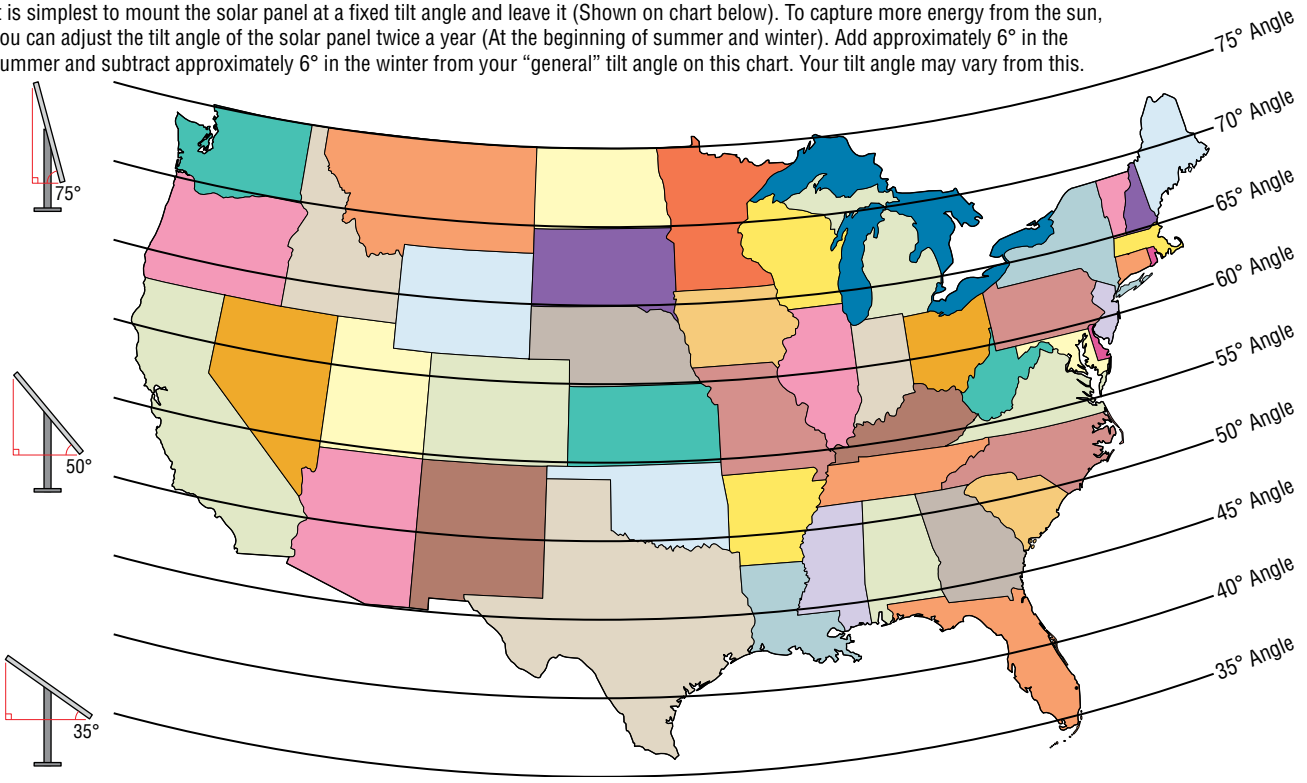 t is simplest to mount the solar panel at a fixed tilt angle and leave it (Shown on chart below). To capture more energy from the sun,
ou can adjust the tilt angle of the solar panel twice a year (At the beginning of summer and winter). Add approximately 6° in the
ummer and subtract approximately 6° in the winter from your “general” tilt angle on this chart. Your tilt angle may vary from this.
75° Angle
70° Angle
65° Angle
60° Angle
55° Angle
50° Angle
45° Angle
40° Angle
35° Angle
75°
50°
35°